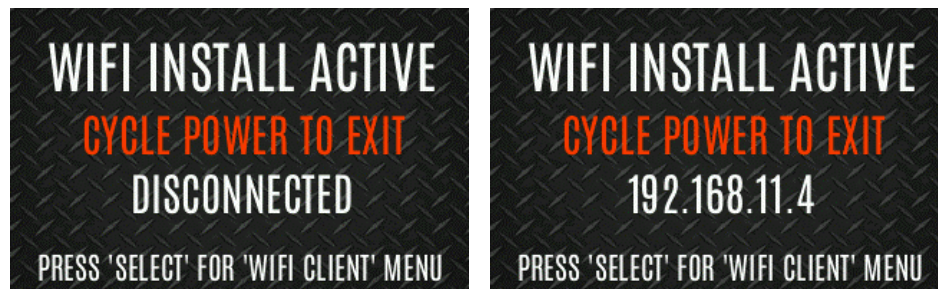 WIFI INSTALL ACTIVE
CYCLE POWER TO EXIT
DISCONNECTED
PRESS 'SELECT' FOR 'WIFI CLIENT' MENU
WIFI INSTALL ACTIVE
CYCLE POWER TO EXIT
192.168.11.4
PRESS 'SELECT' FOR 'WIFI CLIENT' MENU